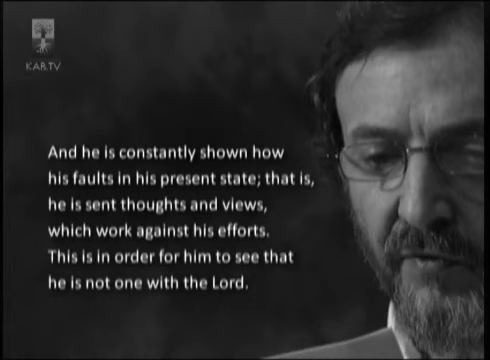 KAB.TV
And he is constantly shown how
his faults in his present state; that is,
he is sent thoughts and views,
which work against his efforts.
This is in order for him to see that
he is not one with the Lord.